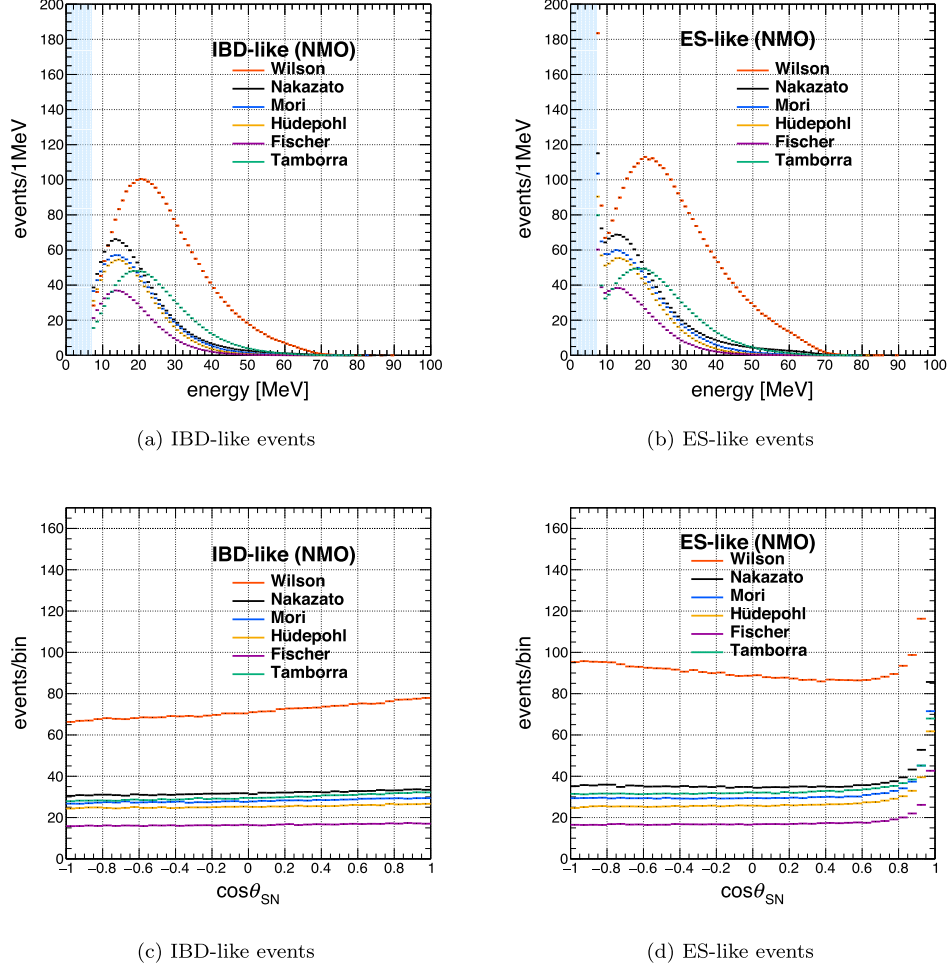 200
180
160
140
120
100
80
60
40
20
0
events/1MeV
IBD-like (NMO)
Wilson
Nakazato
Mori
Hüdepohl
Fischer
Tamborra
0 10 20 30 40 50 60 70 80 90 100
energy [MeV]
(a) IBD-like events
200
180
160
140
120
100
80
60
40
20
0
events/1MeV
ES-like (NMO)
Wilson
Nakazato
Mori
Hüdepohl
Fischer
Tamborra
0 10 20 30 40 50 60 70 80 90 100
energy [MeV]
(b) ES-like events
160
140
120
100
80
60
40
20
0
events/bin
IBD-like (NMO)
Wilson
Nakazato
Mori
Hüdepohl
Fischer
Tamborra
−1 −0.8 −0.6 −0.4 −0.2 0 0.2 0.4 0.6 0.8 1
cosθSN
(c) IBD-like events
160
140
120
100
80
60
40
20
0
events/bin
ES-like (NMO)
Wilson
Nakazato
Mori
Hüdepohl
Fischer
Tamborra
−1 −0.8 −0.6 −0.4 −0.2 0 0.2 0.4 0.6 0.8 1
cosθSN
(d) ES-like events